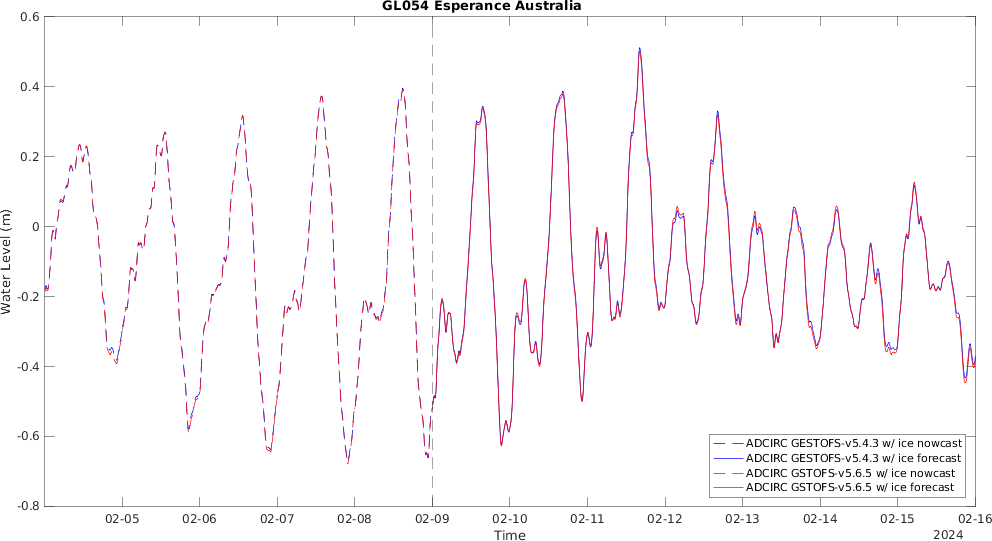 GL054 Esperance Australia
Water Level (m)
0.6
0.4
0.2
0
-0.2
-0.4
-0.6
-0.8
02-05 02-06 02-07 02-08 02-09 02-10 02-11 02-12 02-13 02-14 02-15 02-16
2024
Time
ADCIRC GESTOFS-v5.4.3 w/ ice nowcast
ADCIRC GESTOFS-v5.4.3 w/ ice forecast
ADCIRC GSTOFS-v5.6.5 w/ ice nowcast
ADCIRC GSTOFS-v5.6.5 w/ ice forecast